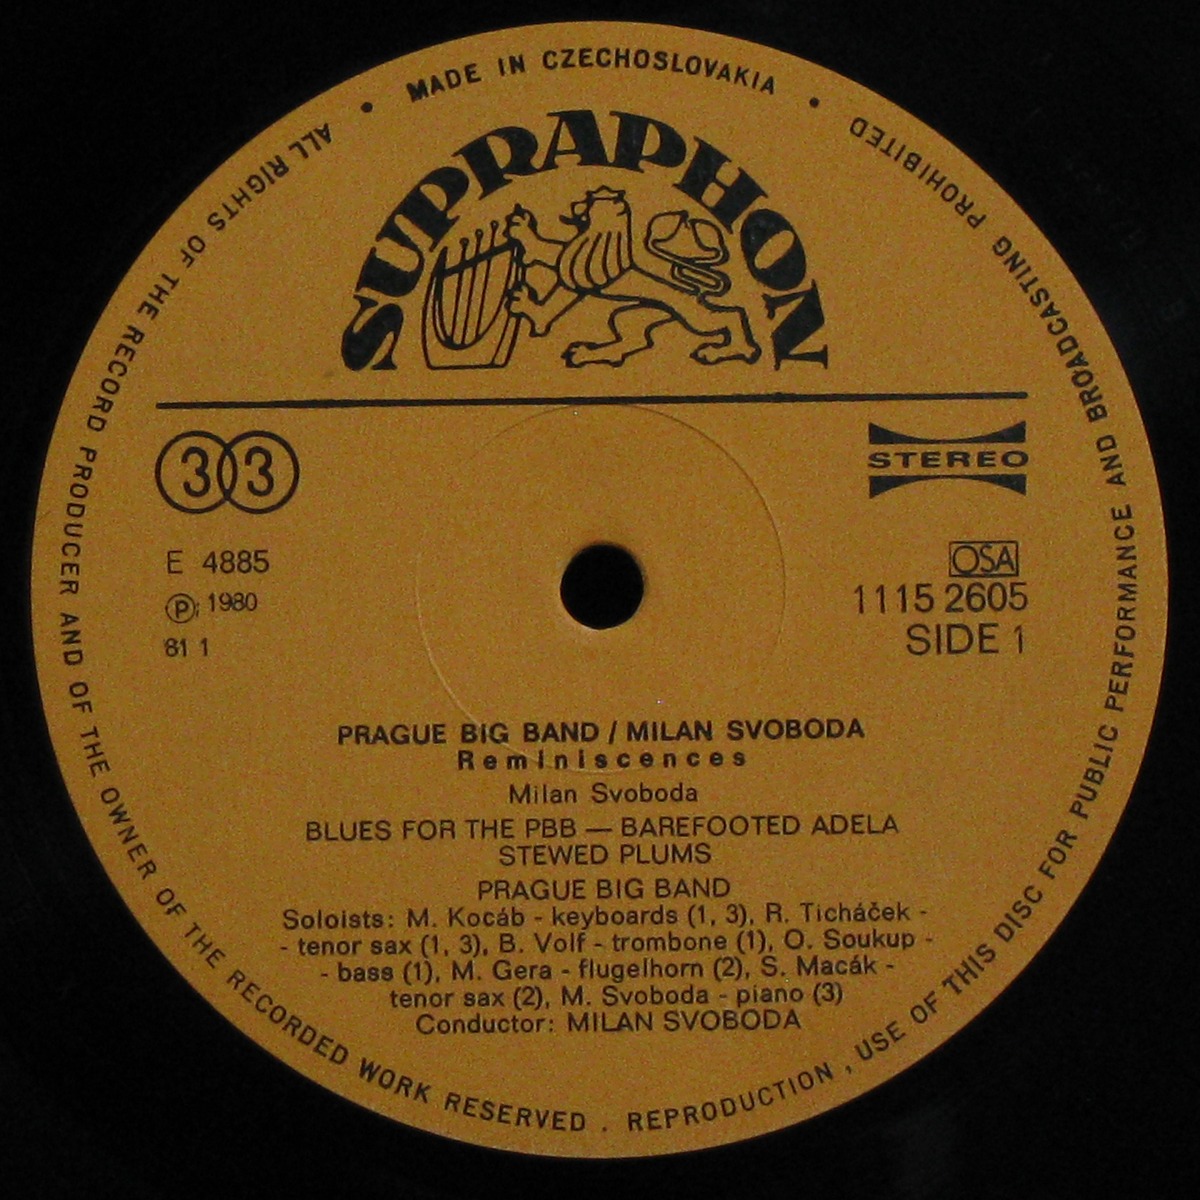 MADE IN CZECHOSLOVAKIA •
ALL RIGHTS OF THE RECORD PRODUCER AND OF THE OWNER OF THE RECORDED WORK RESERVED . REPRODUCTION , USE OF THIS DISC FOR PUBLIC PERFORMANCE AND BROADCASTING PROHIBITED •
SUPRAPHON
33
STEREO
E 4885
Ⓟ; 1980
81 1
OSA
1115 2605
SIDE 1
PRAGUE BIG BAND / MILAN SVOBODA
Reminiscences
Milan Svoboda
BLUES FOR THE PBB — BAREFOOTED ADELA
STEWED PLUMS
PRAGUE BIG BAND
Soloists: M. Kocáb - keyboards (1, 3), R. Ticháček -
- tenor sax (1, 3), B. Volf - trombone (1), O. Soukup -
- bass (1), M. Gera - flugelhorn (2), S. Macák -
tenor sax (2), M. Svoboda - piano (3)
Conductor: MILAN SVOBODA